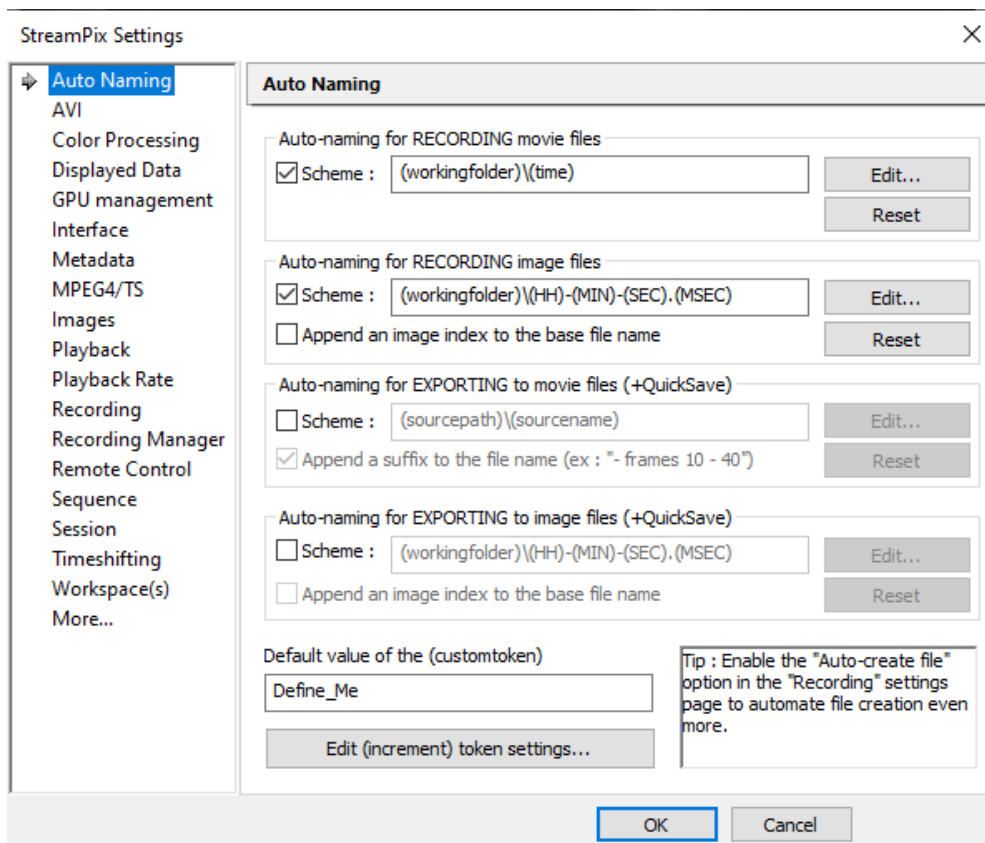 StreamPix Settings
Auto Naming
AVI
Color Processing
Displayed Data
GPU management
Interface
Metadata
MPEG4/TS
Images
Playback
Playback Rate
Recording
Recording Manager
Remote Control
Sequence
Session
Timeshifting
Workspace(s)
More...
Auto Naming
Auto-naming for RECORDING movie files
Scheme : (workingfolder)\(time) Edit...
Reset
Auto-naming for RECORDING image files
Scheme : (workingfolder)\(HH)-(MIN)-(SEC).(MSEC) Edit...
Append an image index to the base file name Reset
Auto-naming for EXPORTING to movie files (+QuickSave)
Scheme : (sourcepath)\(sourcename) Edit...
Append a suffix to the file name (ex : "- frames 10 - 40") Reset
Auto-naming for EXPORTING to image files (+QuickSave)
Scheme : (workingfolder)\(HH)-(MIN)-(SEC).(MSEC) Edit...
Append an image index to the base file name Reset
Default value of the (customtoken)
Define_Me
Edit (increment) token settings...
Tip : Enable the "Auto-create file"
option in the "Recording" settings
page to automate file creation even
more.
OK Cancel